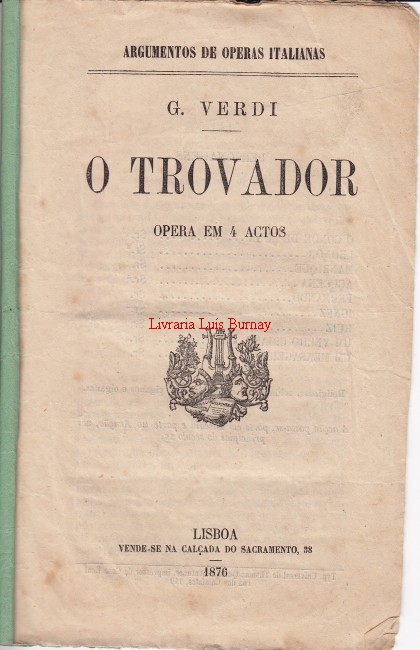 ARGUMENTOS DE OPERAS ITALIANAS
G. VERDI
O TROVADOR
OPERA EM 4 ACTOS
Livraria Luis Burnay
LISBOA
VENDE-SE NA CALÇADA DO SACRAMENTO, 38
1876